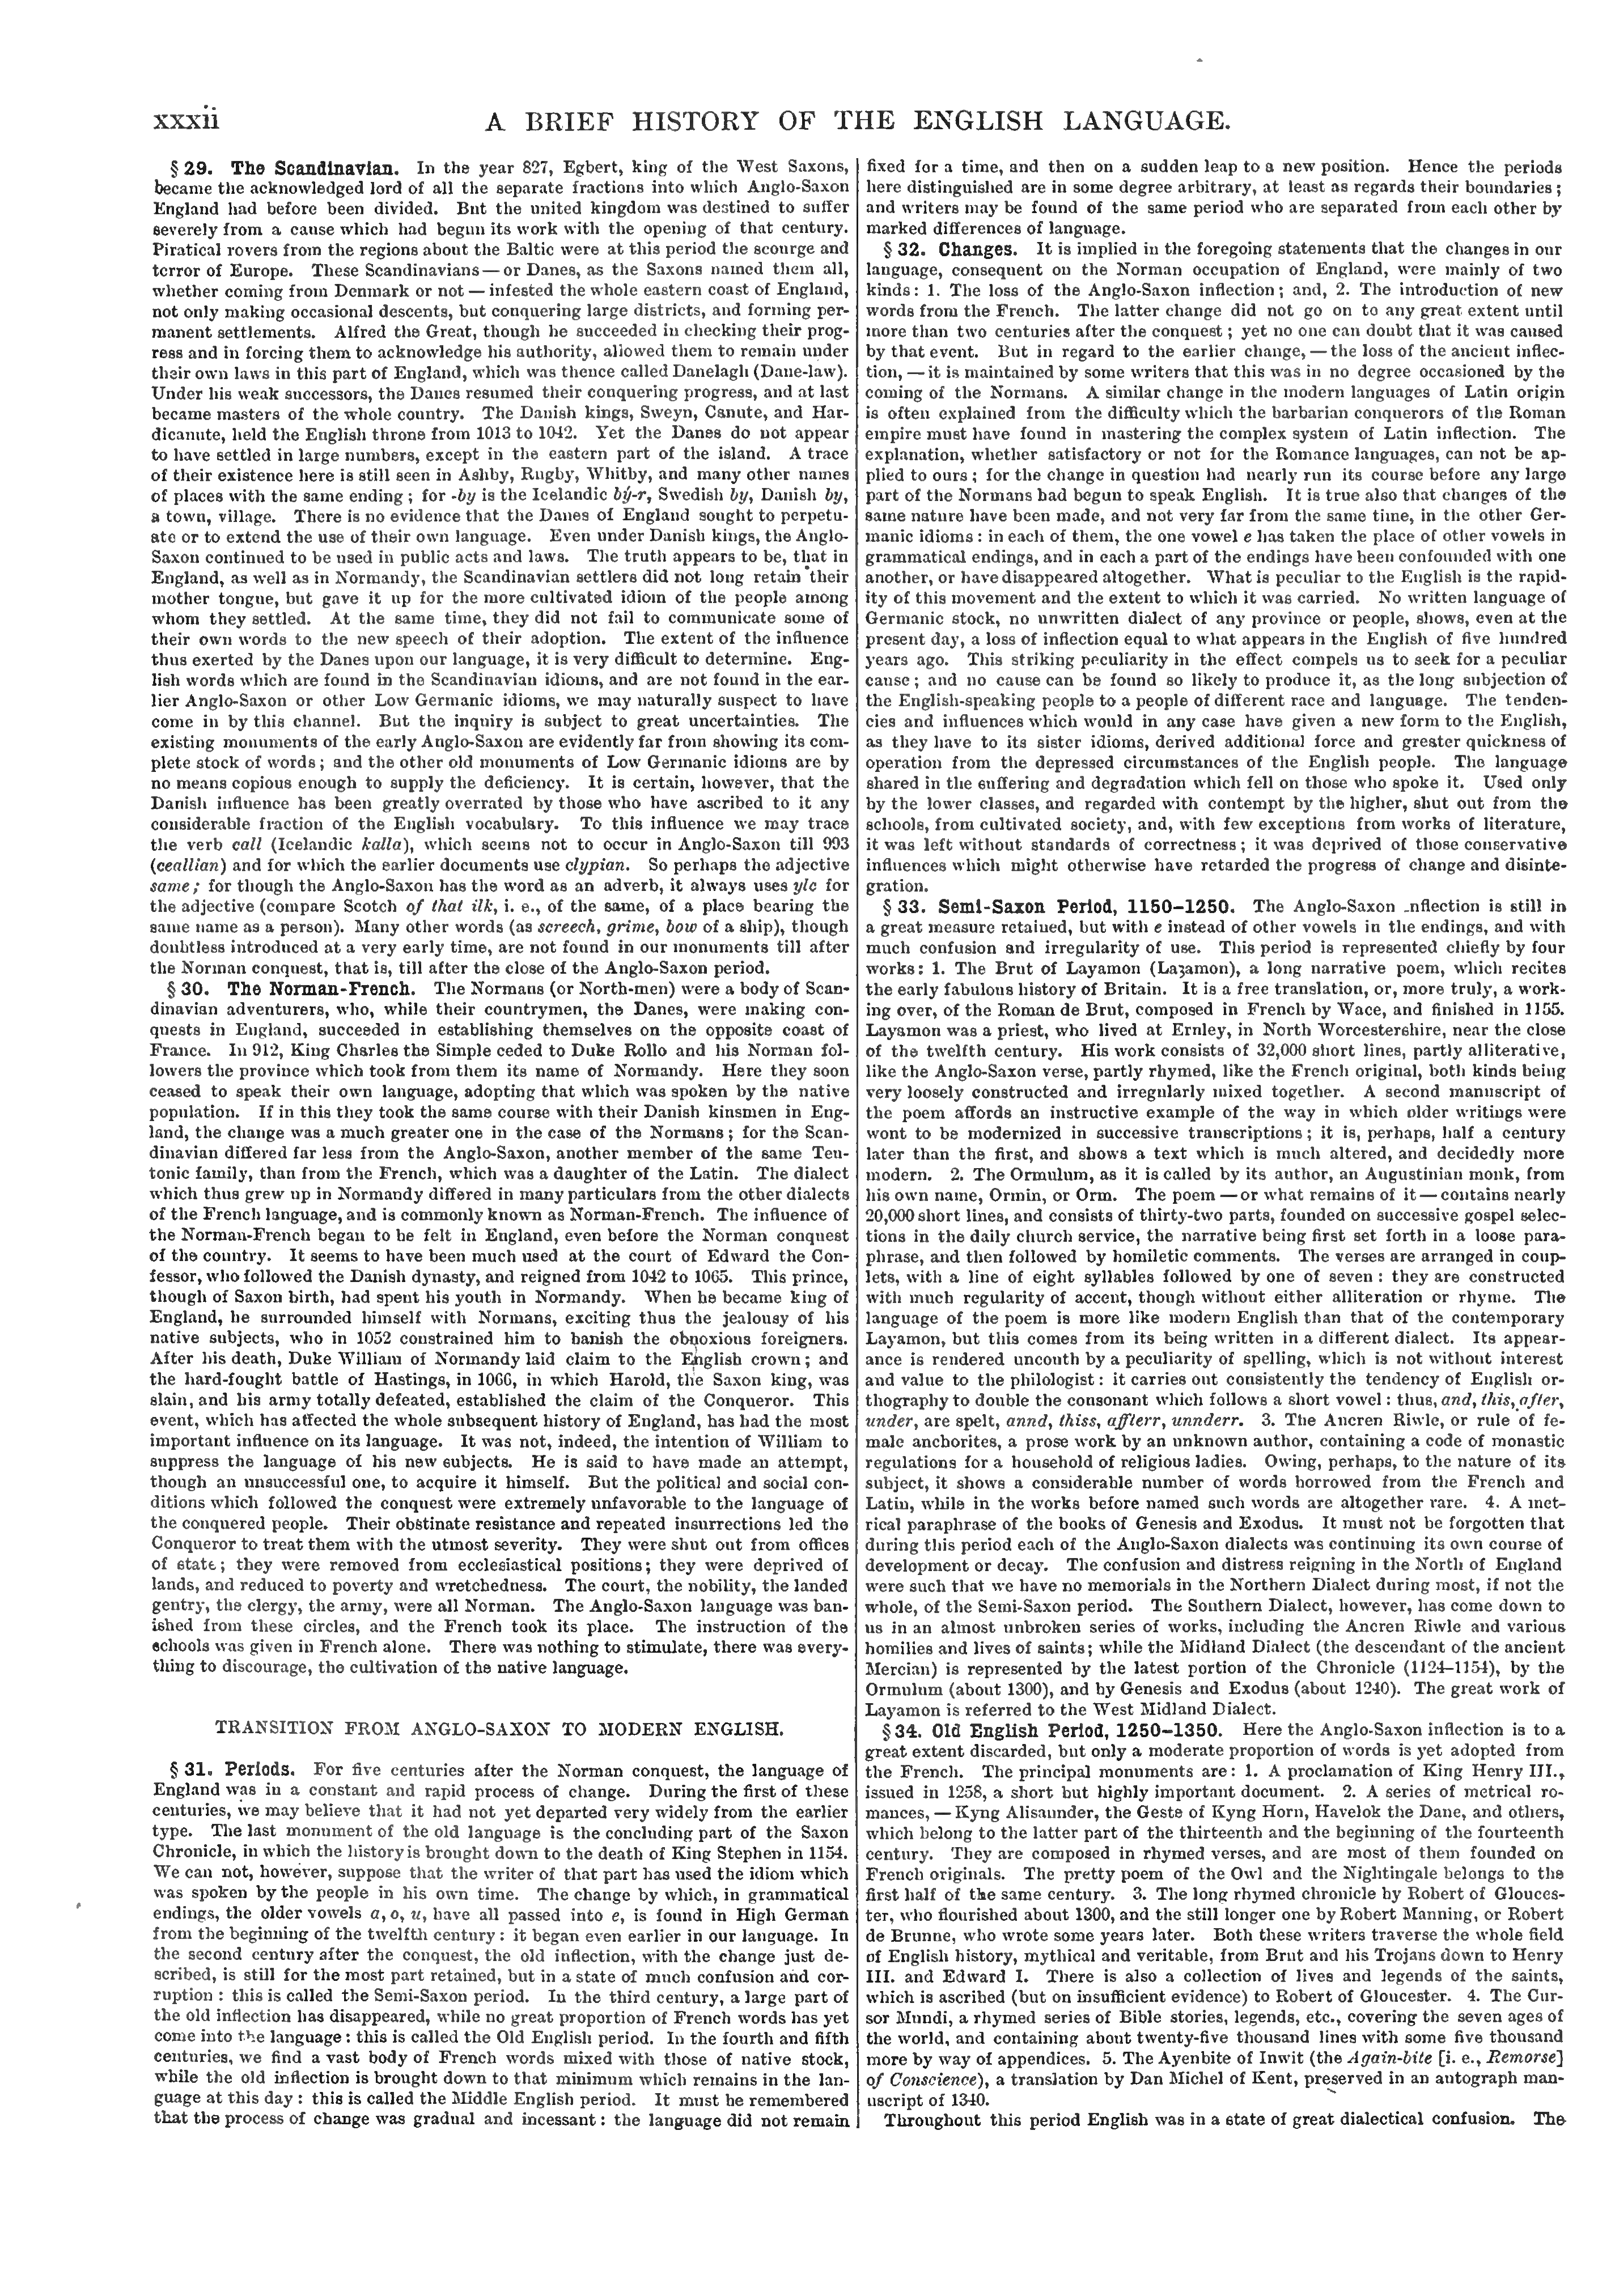 xxxii
A BRIEF HISTORY OF THE ENGLISH LANGUAGE.
§ 29. The Scandinavian. In the year 827, Egbert, king of the West Saxons,
became the acknowledged lord of all the separate fractions into which Anglo-Saxon
England had before been divided. But the united kingdom was destined to suffer
severely from a cause which had begun its work with the opening of that century.
Piratical rovers from the regions about the Baltic were at this period the scourge and
terror of Europe. These Scandinavians — or Danes, as the Saxons named them all,
whether coming from Denmark or not — infested the whole eastern coast of England,
not only making occasional descents, but conquering large districts, and forming per-
manent settlements. Alfred the Great, though he succeeded in checking their prog-
ress and in forcing them to acknowledge his authority, allowed them to remain under
their own laws in this part of England, which was thence called Danelagh (Dane-law).
Under his weak successors, the Danes resumed their conquering progress, and at last
became masters of the whole country. The Danish kings, Sweyn, Canute, and Har-
dicanute, held the English throne from 1013 to 1042. Yet the Danes do not appear
to have settled in large numbers, except in the eastern part of the island. A trace
of their existence here is still seen in Ashby, Rugby, Whitby, and many other names
of places with the same ending ; for -by is the Icelandic bý-r, Swedish by, Danish by,
a town, village. There is no evidence that the Danes of England sought to perpetu-
ate or to extend the use of their own language. Even under Danish kings, the Anglo-
Saxon continued to be used in public acts and laws. The truth appears to be, that in
England, as well as in Normandy, the Scandinavian settlers did not long retain their
mother tongue, but gave it up for the more cultivated idiom of the people among
whom they settled. At the same time, they did not fail to communicate some of
their own words to the new speech of their adoption. The extent of the influence
thus exerted by the Danes upon our language, it is very difficult to determine. Eng-
lish words which are found in the Scandinavian idioms, and are not found in the ear-
lier Anglo-Saxon or other Low Germanic idioms, we may naturally suspect to have
come in by this channel. But the inquiry is subject to great uncertainties. The
existing monuments of the early Anglo-Saxon are evidently far from showing its com-
plete stock of words ; and the other old monuments of Low Germanic idioms are by
no means copious enough to supply the deficiency. It is certain, however, that the
Danish influence has been greatly overrated by those who have ascribed to it any
considerable fraction of the English vocabulary. To this influence we may trace
the verb call (Icelandic kalla), which seems not to occur in Anglo-Saxon till 993
(ceallian) and for which the earlier documents use clypian. So perhaps the adjective
same ; for though the Anglo-Saxon has the word as an adverb, it always uses ylc for
the adjective (compare Scotch of that ilk, i. e., of the same, of a place bearing the
same name as a person). Many other words (as screech, grime, bow of a ship), though
doubtless introduced at a very early time, are not found in our monuments till after
the Norman conquest, that is, till after the close of the Anglo-Saxon period.
§ 30. The Norman-French. The Normans (or North-men) were a body of Scan-
dinavian adventurers, who, while their countrymen, the Danes, were making con-
quests in England, succeeded in establishing themselves on the opposite coast of
France. In 912, King Charles the Simple ceded to Duke Rollo and his Norman fol-
lowers the province which took from them its name of Normandy. Here they soon
ceased to speak their own language, adopting that which was spoken by the native
population. If in this they took the same course with their Danish kinsmen in Eng-
land, the change was a much greater one in the case of the Normans ; for the Scan-
dinavian differed far less from the Anglo-Saxon, another member of the same Teu-
tonic family, than from the French, which was a daughter of the Latin. The dialect
which thus grew up in Normandy differed in many particulars from the other dialects
of the French language, and is commonly known as Norman-French. The influence of
the Norman-French began to be felt in England, even before the Norman conquest
of the country. It seems to have been much used at the court of Edward the Con-
fessor, who followed the Danish dynasty, and reigned from 1042 to 1065. This prince,
though of Saxon birth, had spent his youth in Normandy. When he became king of
England, he surrounded himself with Normans, exciting thus the jealousy of his
native subjects, who in 1052 constrained him to banish the obnoxious foreigners.
After his death, Duke William of Normandy laid claim to the English crown ; and
the hard-fought battle of Hastings, in 1066, in which Harold, the Saxon king, was
slain, and his army totally defeated, established the claim of the Conqueror. This
event, which has affected the whole subsequent history of England, has had the most
important influence on its language. It was not, indeed, the intention of William to
suppress the language of his new subjects. He is said to have made an attempt,
though an unsuccessful one, to acquire it himself. But the political and social con-
ditions which followed the conquest were extremely unfavorable to the language of
the conquered people. Their obstinate resistance and repeated insurrections led the
Conqueror to treat them with the utmost severity. They were shut out from offices
of state ; they were removed from ecclesiastical positions ; they were deprived of
lands, and reduced to poverty and wretchedness. The court, the nobility, the landed
gentry, the clergy, the army, were all Norman. The Anglo-Saxon language was ban-
ished from these circles, and the French took its place. The instruction of the
schools was given in French alone. There was nothing to stimulate, there was every-
thing to discourage, the cultivation of the native language.
TRANSITION FROM ANGLO-SAXON TO MODERN ENGLISH.
§ 31. Periods. For five centuries after the Norman conquest, the language of
England was in a constant and rapid process of change. During the first of these
centuries, we may believe that it had not yet departed very widely from the earlier
type. The last monument of the old language is the concluding part of the Saxon
Chronicle, in which the history is brought down to the death of King Stephen in 1154.
We can not, however, suppose that the writer of that part has used the idiom which
was spoken by the people in his own time. The change by which, in grammatical
endings, the older vowels a, o, u, have all passed into e, is found in High German
from the beginning of the twelfth century : it began even earlier in our language. In
the second century after the conquest, the old inflection, with the change just de-
scribed, is still for the most part retained, but in a state of much confusion and cor-
ruption : this is called the Semi-Saxon period. In the third century, a large part of
the old inflection has disappeared, while no great proportion of French words has yet
come into the language : this is called the Old English period. In the fourth and fifth
centuries, we find a vast body of French words mixed with those of native stock,
while the old inflection is brought down to that minimum which remains in the lan-
guage at this day : this is called the Middle English period. It must be remembered
that the process of change was gradual and incessant : the language did not remain
fixed for a time, and then on a sudden leap to a new position. Hence the periods
here distinguished are in some degree arbitrary, at least as regards their boundaries ;
and writers may be found of the same period who are separated from each other by
marked differences of language.
§ 32. Changes. It is implied in the foregoing statements that the changes in our
language, consequent on the Norman occupation of England, were mainly of two
kinds : 1. The loss of the Anglo-Saxon inflection ; and, 2. The introduction of new
words from the French. The latter change did not go on to any great extent until
more than two centuries after the conquest ; yet no one can doubt that it was caused
by that event. But in regard to the earlier change, — the loss of the ancient inflec-
tion, — it is maintained by some writers that this was in no degree occasioned by the
coming of the Normans. A similar change in the modern languages of Latin origin
is often explained from the difficulty which the barbarian conquerors of the Roman
empire must have found in mastering the complex system of Latin inflection. The
explanation, whether satisfactory or not for the Romance languages, can not be ap-
plied to ours ; for the change in question had nearly run its course before any large
part of the Normans had begun to speak English. It is true also that changes of the
same nature have been made, and not very far from the same time, in the other Ger-
manic idioms : in each of them, the one vowel e has taken the place of other vowels in
grammatical endings, and in each a part of the endings have been confounded with one
another, or have disappeared altogether. What is peculiar to the English is the rapid-
ity of this movement and the extent to which it was carried. No written language of
Germanic stock, no unwritten dialect of any province or people, shows, even at the
present day, a loss of inflection equal to what appears in the English of five hundred
years ago. This striking peculiarity in the effect compels us to seek for a peculiar
cause ; and no cause can be found so likely to produce it, as the long subjection of
the English-speaking people to a people of different race and language. The tenden-
cies and influences which would in any case have given a new form to the English,
as they have to its sister idioms, derived additional force and greater quickness of
operation from the depressed circumstances of the English people. The language
shared in the suffering and degradation which fell on those who spoke it. Used only
by the lower classes, and regarded with contempt by the higher, shut out from the
schools, from cultivated society, and, with few exceptions from works of literature,
it was left without standards of correctness ; it was deprived of those conservative
influences which might otherwise have retarded the progress of change and disinte-
gration.
§ 33. Semi-Saxon Period, 1150–1250. The Anglo-Saxon nflection is still in
a great measure retained, but with e instead of other vowels in the endings, and with
much confusion and irregularity of use. This period is represented chiefly by four
works : 1. The Brut of Layamon (Laȝamon), a long narrative poem, which recites
the early fabulous history of Britain. It is a free translation, or, more truly, a work-
ing over, of the Roman de Brut, composed in French by Wace, and finished in 1155.
Layamon was a priest, who lived at Ernley, in North Worcestershire, near the close
of the twelfth century. His work consists of 32,000 short lines, partly alliterative,
like the Anglo-Saxon verse, partly rhymed, like the French original, both kinds being
very loosely constructed and irregularly mixed together. A second manuscript of
the poem affords an instructive example of the way in which older writings were
wont to be modernized in successive transcriptions ; it is, perhaps, half a century
later than the first, and shows a text which is much altered, and decidedly more
modern. 2. The Ormulum, as it is called by its author, an Augustinian monk, from
his own name, Ormin, or Orm. The poem — or what remains of it — contains nearly
20,000 short lines, and consists of thirty-two parts, founded on successive gospel selec-
tions in the daily church service, the narrative being first set forth in a loose para-
phrase, and then followed by homiletic comments. The verses are arranged in coup-
lets, with a line of eight syllables followed by one of seven : they are constructed
with much regularity of accent, though without either alliteration or rhyme. The
language of the poem is more like modern English than that of the contemporary
Layamon, but this comes from its being written in a different dialect. Its appear-
ance is rendered uncouth by a peculiarity of spelling, which is not without interest
and value to the philologist : it carries out consistently the tendency of English or-
thography to double the consonant which follows a short vowel : thus, and, this, after,
under, are spelt, annd, thiss, affterr, unnderr. 3. The Ancren Riwle, or rule of fe-
male anchorites, a prose work by an unknown author, containing a code of monastic
regulations for a household of religious ladies. Owing, perhaps, to the nature of its
subject, it shows a considerable number of words borrowed from the French and
Latin, while in the works before named such words are altogether rare. 4. A met-
rical paraphrase of the books of Genesis and Exodus. It must not be forgotten that
during this period each of the Anglo-Saxon dialects was continuing its own course of
development or decay. The confusion and distress reigning in the North of England
were such that we have no memorials in the Northern Dialect during most, if not the
whole, of the Semi-Saxon period. The Southern Dialect, however, has come down to
us in an almost unbroken series of works, including the Ancren Riwle and various
homilies and lives of saints ; while the Midland Dialect (the descendant of the ancient
Mercian) is represented by the latest portion of the Chronicle (1124–1154), by the
Ormulum (about 1300), and by Genesis and Exodus (about 1240). The great work of
Layamon is referred to the West Midland Dialect.
§ 34. Old English Period, 1250–1350. Here the Anglo-Saxon inflection is to a
great extent discarded, but only a moderate proportion of words is yet adopted from
the French. The principal monuments are : 1. A proclamation of King Henry III.,
issued in 1258, a short but highly important document. 2. A series of metrical ro-
mances, — Kyng Alisaunder, the Geste of Kyng Horn, Havelok the Dane, and others,
which belong to the latter part of the thirteenth and the beginning of the fourteenth
century. They are composed in rhymed verses, and are most of them founded on
French originals. The pretty poem of the Owl and the Nightingale belongs to the
first half of the same century. 3. The long rhymed chronicle by Robert of Glouces-
ter, who flourished about 1300, and the still longer one by Robert Manning, or Robert
de Brunne, who wrote some years later. Both these writers traverse the whole field
of English history, mythical and veritable, from Brut and his Trojans down to Henry
III. and Edward I. There is also a collection of lives and legends of the saints,
which is ascribed (but on insufficient evidence) to Robert of Gloucester. 4. The Cur-
sor Mundi, a rhymed series of Bible stories, legends, etc., covering the seven ages of
the world, and containing about twenty-five thousand lines with some five thousand
more by way of appendices. 5. The Ayenbite of Inwit (the Again-bite [i. e., Remorse]
of Conscience), a translation by Dan Michel of Kent, preserved in an autograph man-
uscript of 1340.
Throughout this period English was in a state of great dialectical confusion. The